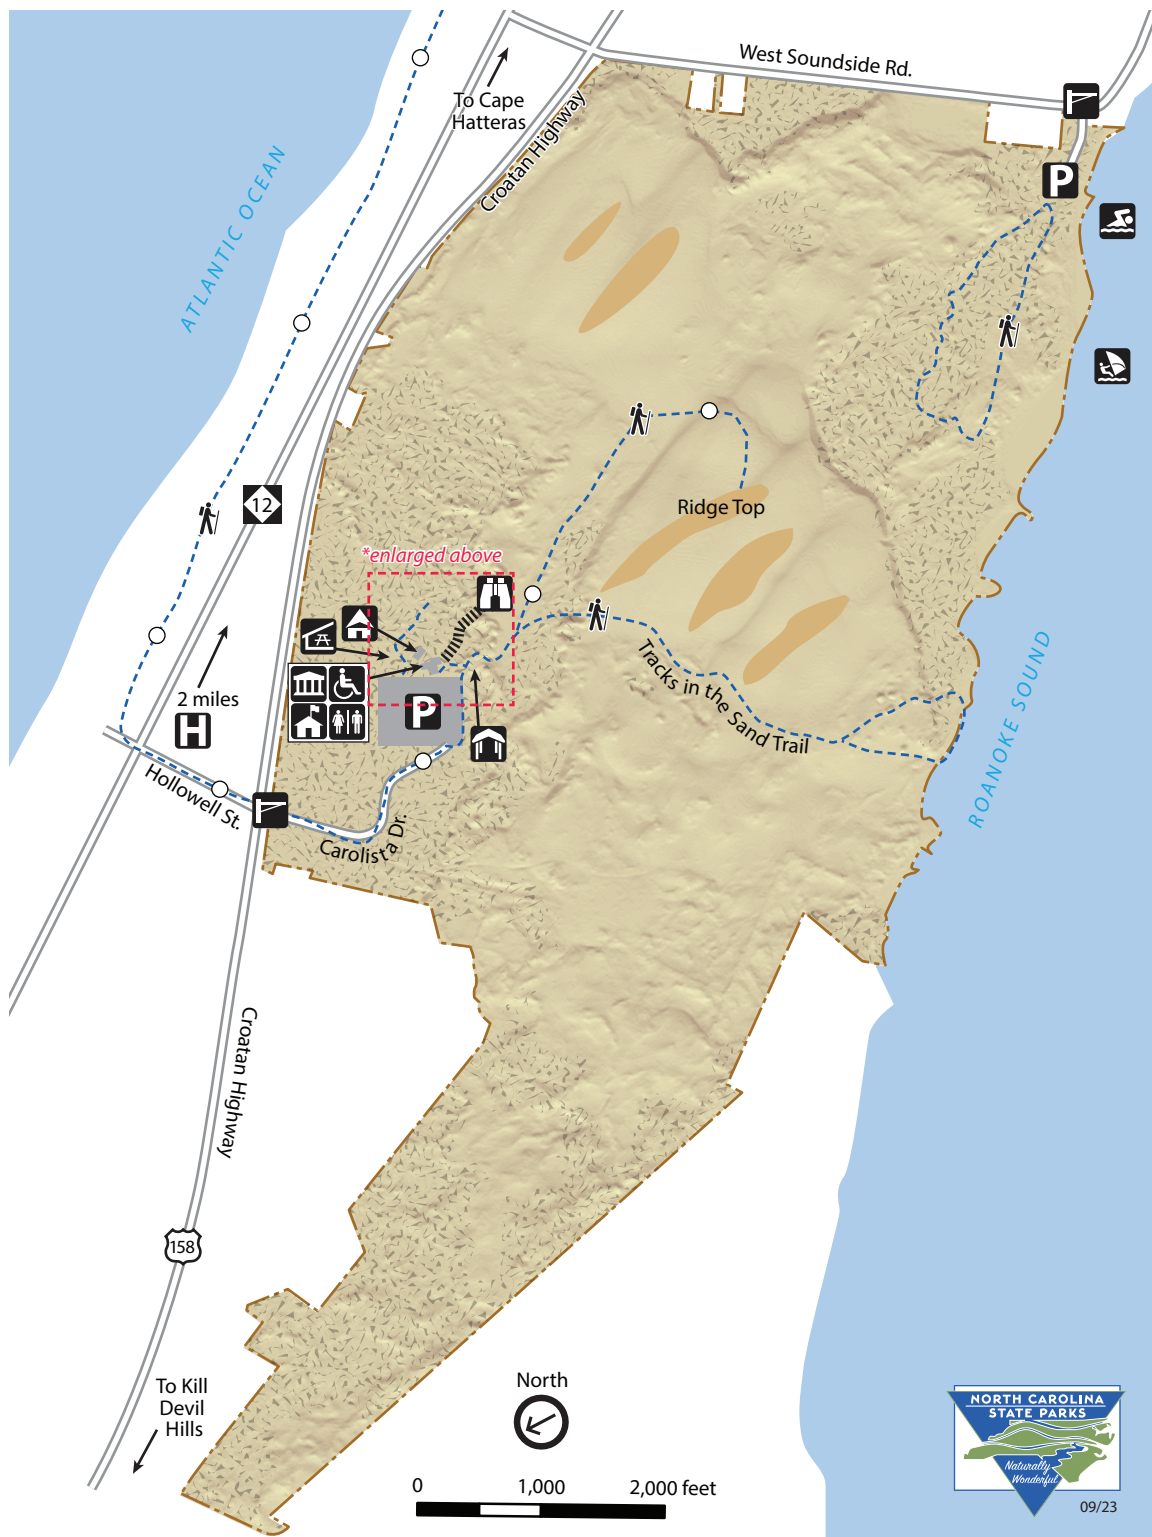 West Soundside Rd.
To Cape
Hatteras
Croatan Highway
ATLANTIC OCEAN
P
12
Ridge Top
*enlarged above
2 miles
H
P
Tracks in the Sand Trail
ROANOKE SOUND
Hollowell St.
Carolista Dr.
Croatan Highway
158
To Kill
Devil
Hills
North
0 1,000 2,000 feet
NORTH CAROLINA
STATE PARKS
Naturally
Wonderful
09/23